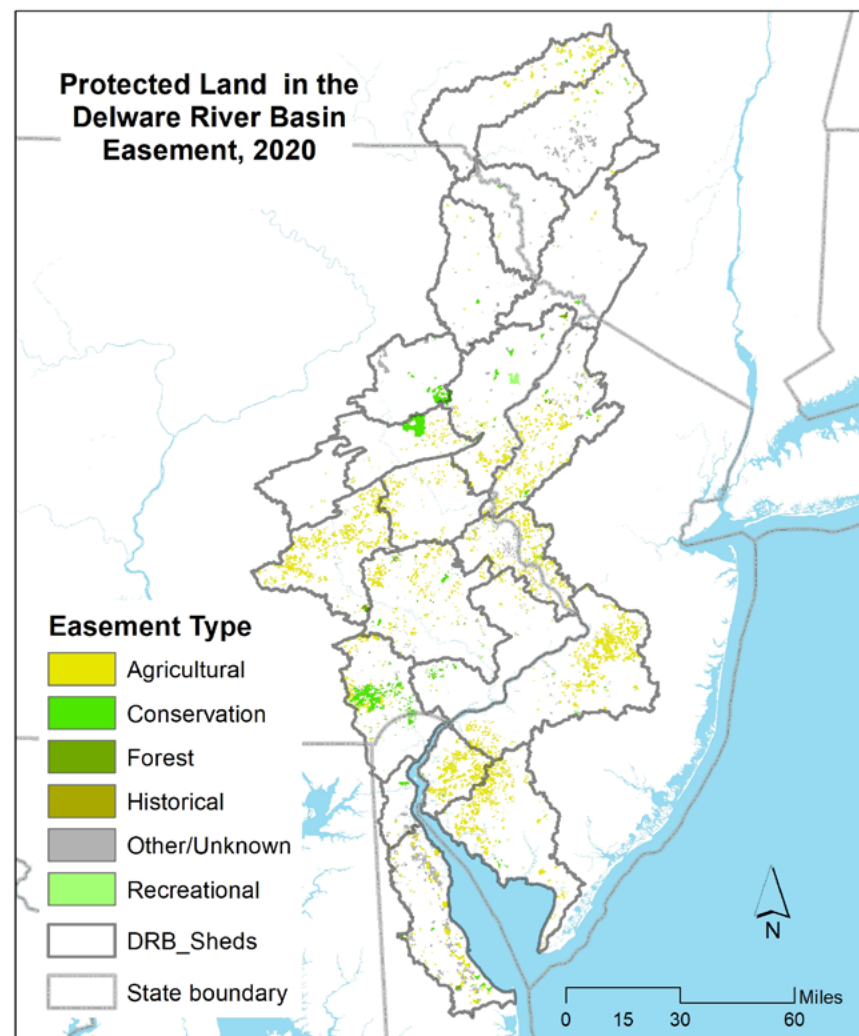 Protected Land in the
Delware River Basin
Easement, 2020
Easement Type
Agricultural
Conservation
Forest
Historical
Other/Unknown
Recreational
DRB_Sheds
State boundary
N
Miles
0 15 30 60